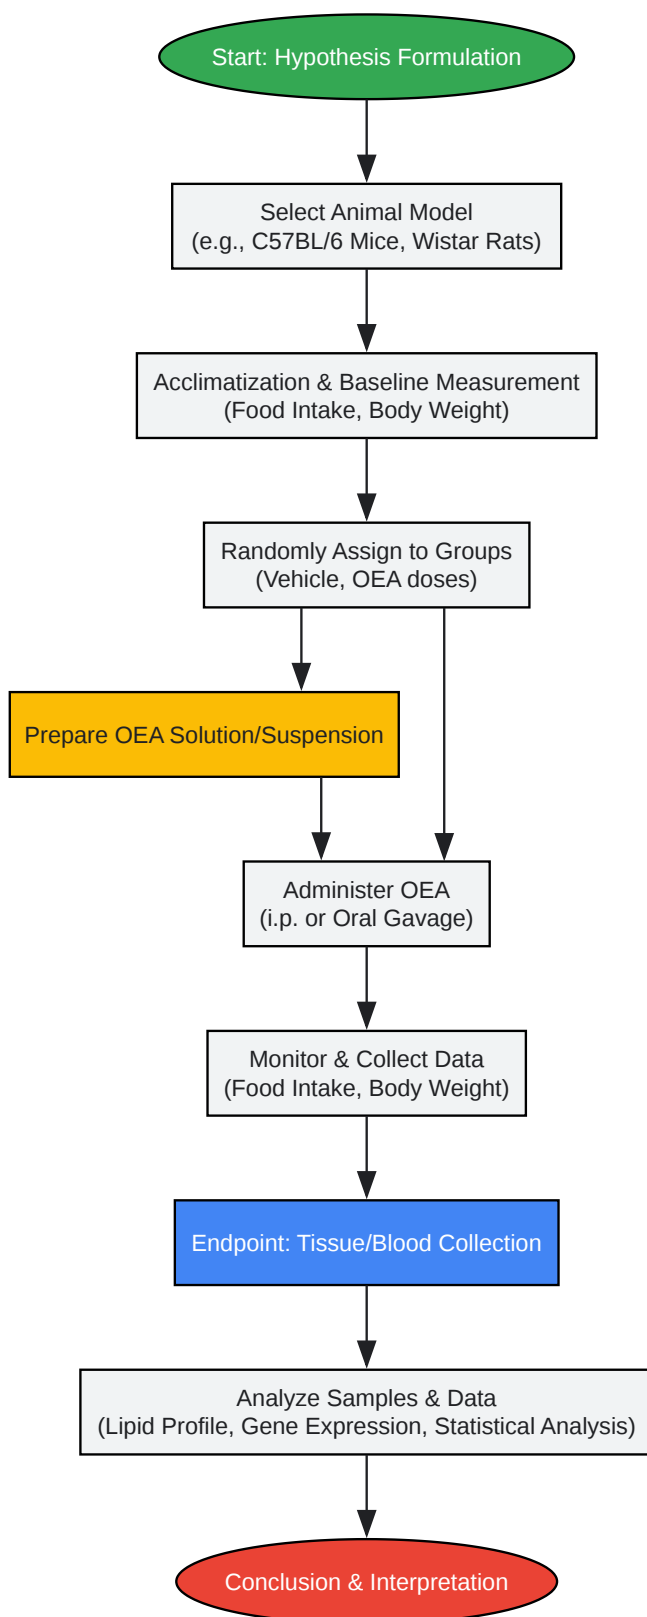 Start: Hypothesis Formulation
Select Animal Model
(e.g., C57BL/6 Mice, Wistar Rats)
Acclimatization & Baseline Measurement
(Food Intake, Body Weight)
Randomly Assign to Groups
(Vehicle, OEA doses)
Prepare OEA Solution/Suspension
Administer OEA
(i.p. or Oral Gavage)
Monitor & Collect Data
(Food Intake, Body Weight)
Endpoint: Tissue/Blood Collection
Analyze Samples & Data
(Lipid Profile, Gene Expression, Statistical Analysis)
Conclusion & Interpretation